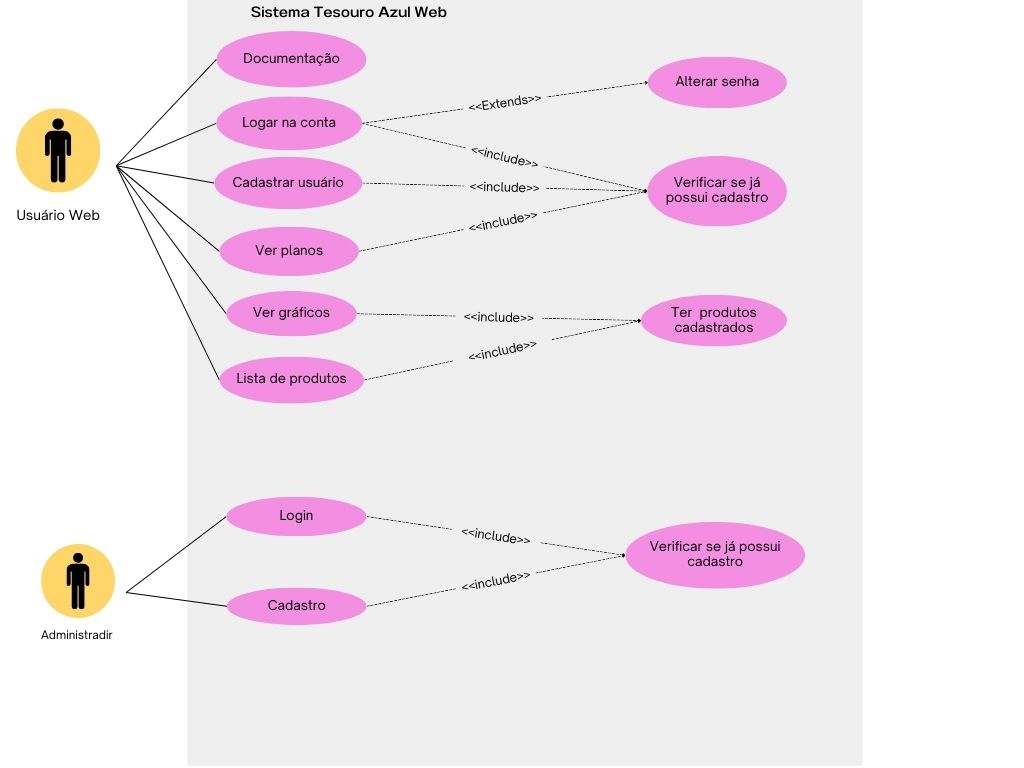 Sistema Tesouro Azul Web
Documentação
Alterar senha
<<Extends>>
Logar na conta
<<include>>
Cadastrar usuário
<<include>>
Verificar se já
possui cadastro
Usuário Web
<<include>>
Ver planos
Ver gráficos
<<include>>
Ter produtos
cadastrados
<<include>>
Lista de produtos
Login
<<include>>
Verificar se já possui
cadastro
<<include>>
Cadastro
Administradir